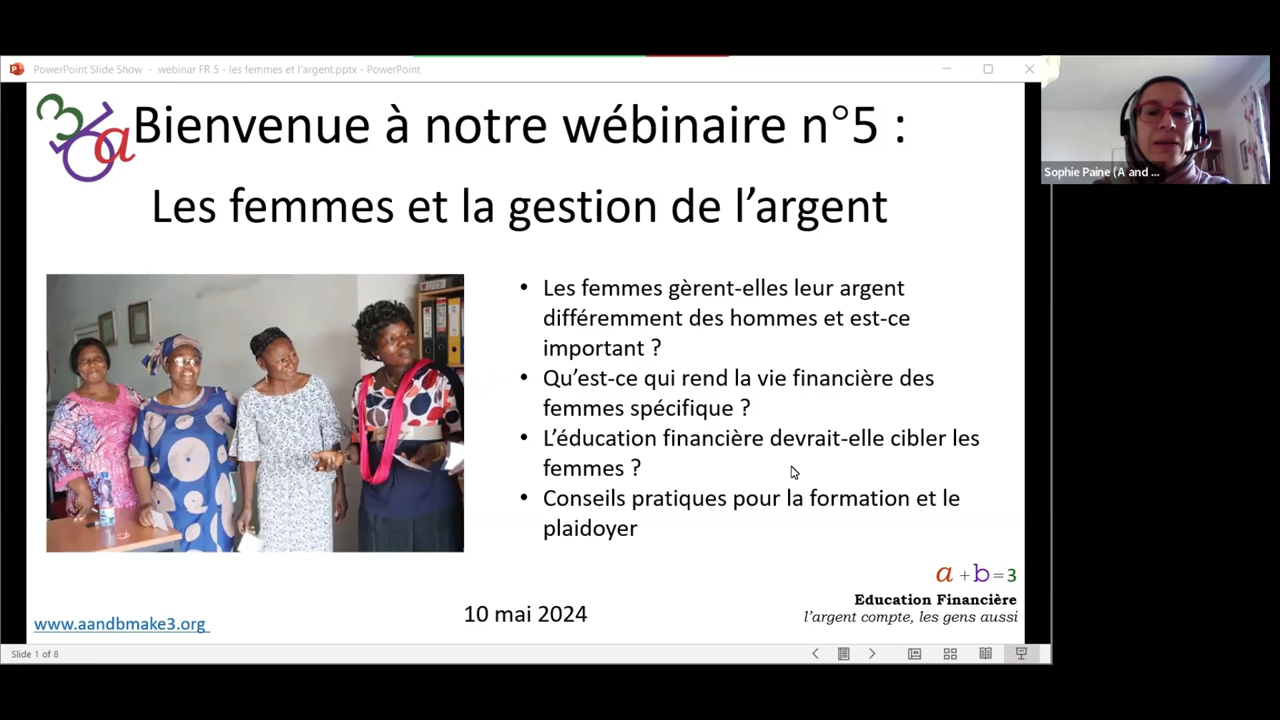 PowerPoint Slide Show - webinar FR 5 - les femmes et l'argent.pptx - PowerPoint
Bienvenue à notre wébinaire n°5 :
Les femmes et la gestion de l’argent
Sophie Paine (A and ...
• Les femmes gèrent-elles leur argent
différemment des hommes et est-ce
important ?
• Qu’est-ce qui rend la vie financière des
femmes spécifique ?
• L’éducation financière devrait-elle cibler les
femmes ?
• Conseils pratiques pour la formation et le
plaidoyer
a + b = 3
Education Financière
l’argent compte, les gens aussi
10 mai 2024
www.aandbmake3.org
Slide 1 of 8